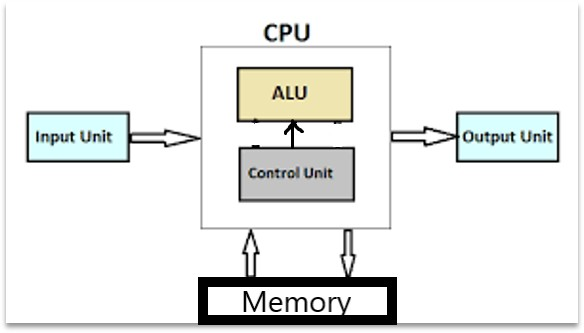 CPU
ALU
Input Unit
Output Unit
Control Unit
Memory